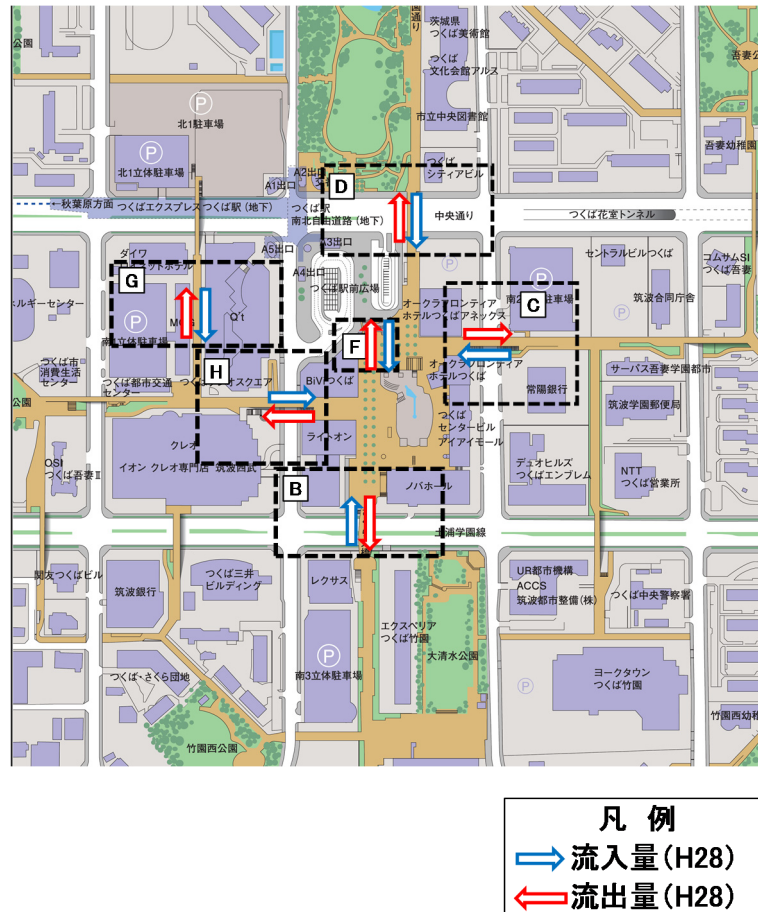 園通り
茨城県
つくば美術館
つくば
文化会館アルス
市立中央図書館
つくば
シティアビル
公園
P
北1駐車場
P
北1立体駐車場
吾妻公
吾妻幼稚園
A2出口
A1出口
D
←秋葉原方面
つくばエクスプレス つくば駅 (地下)
つくば駅
南北自由通路(地下)
中央通り
つくば花室トンネル
A3出口
A5出口
A4出口
つくば駅前広場
ダイワ
G
P
MOG
Q't
エネルギーセンター
つくば市
消費生活
センター
つくば都市交通
センター
H
F
オークラフロンティア
ホテルつくばアネックス
C
P
セントラルビルつくば
P
筑波合同庁舎
コムサムSI
つくば吾妻
オークラフロンティア
ホテルつくば
常陽銀行
サーパス吾妻学園都市
筑波学園郵便局
BiVi つくば
ライトオン
つくば
センタービル
アイアイモール
公園
クレオ
イオン クレオ専門店 筑波西武
OSI
つくば吾妻Ⅱ
B
ノバホール
デュオヒルズ
つくばエンブレム
NTT
つくば営業所
土浦学園線
関友つくばビル
筑波銀行
つくば三井
ビルディング
レクサス
エクスペリア
つくば竹園
大清水公園
UR都市機構
ACCS
筑波都市整備(株)
つくば中央警察署
P
南3立体駐車場
つくば・さくら団地
竹園西公園
P
ヨークタウン
つくば竹園
竹園西幼稚
凡 例
流入量(H28)
流出量(H28)